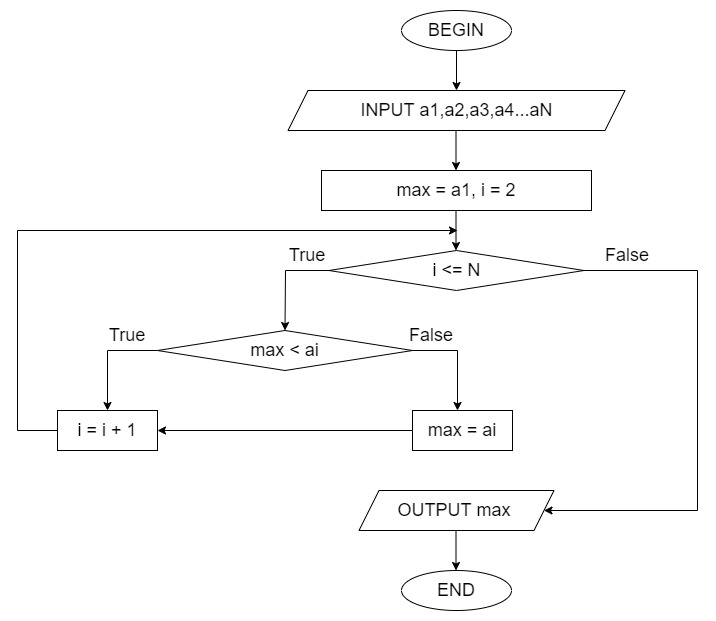 BEGIN
INPUT a1,a2,a3,a4...aN
max = a1, i = 2
True
i <= N
False
True
max < ai
False
i = i + 1
max = ai
OUTPUT max
END